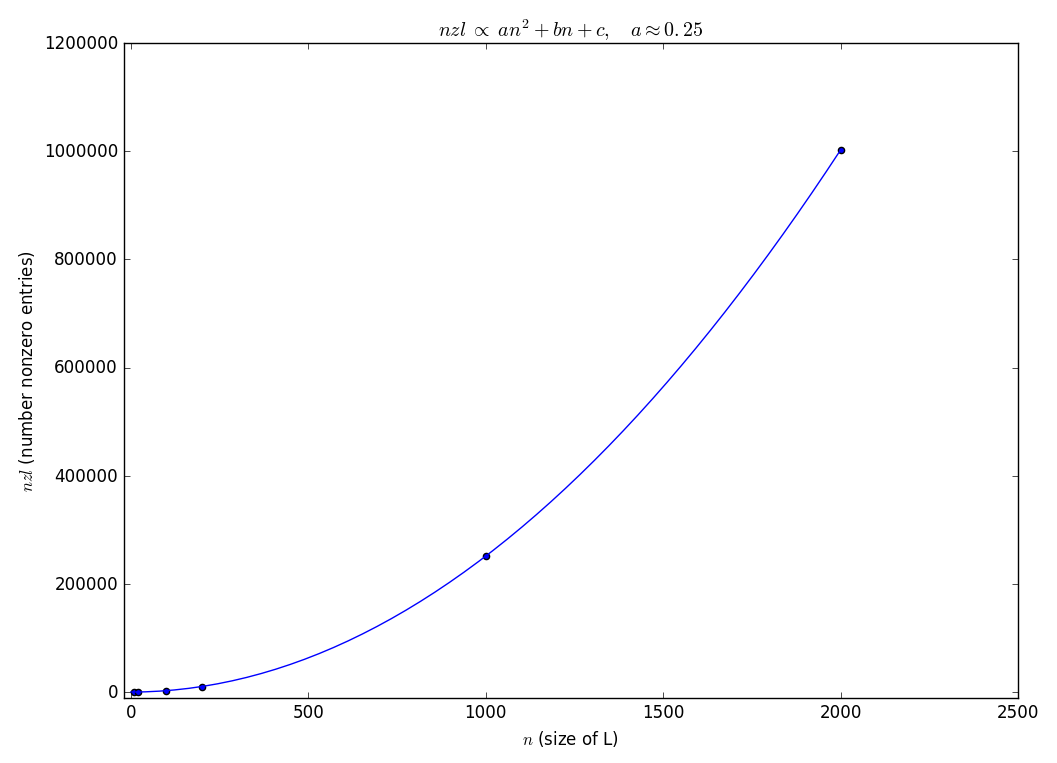 nzl ∝ an² + bn + c, a ≈ 0.25
1200000
1000000
800000
600000
400000
200000
0
nzl (number nonzero entries)
0 500 1000 1500 2000 2500
n (size of L)